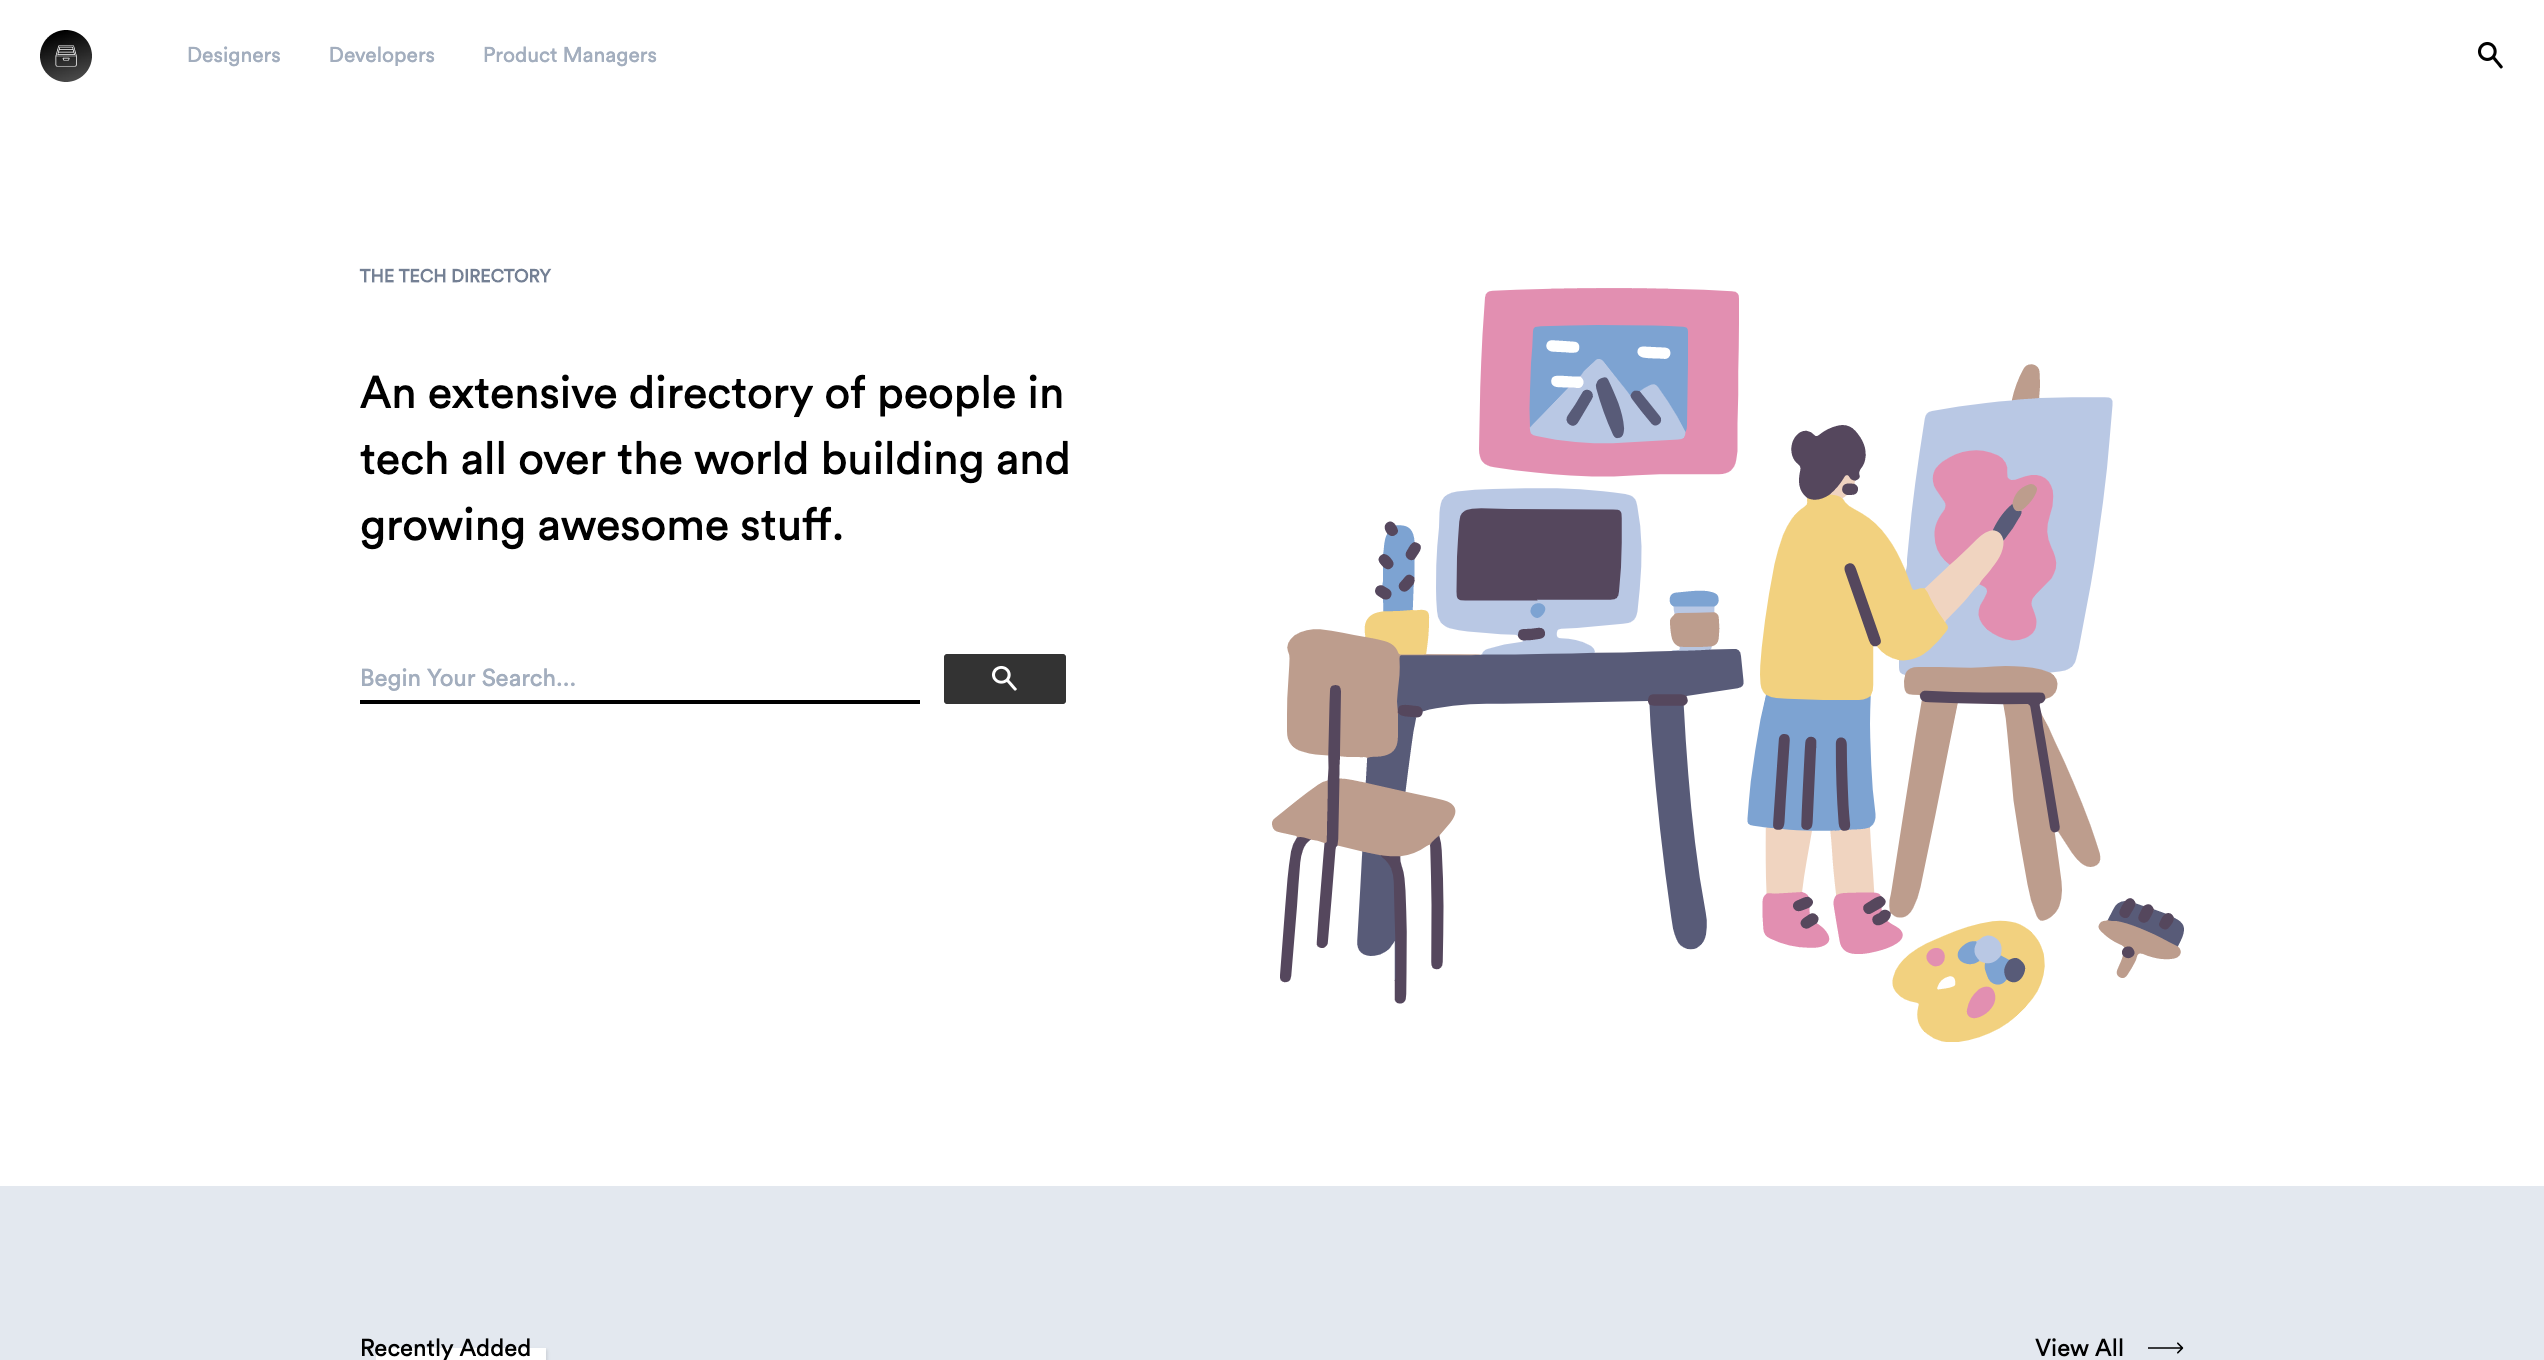 Designers Developers Product Managers
THE TECH DIRECTORY
An extensive directory of people in
tech all over the world building and
growing awesome stuff.
Begin Your Search...
Recently Added
View All